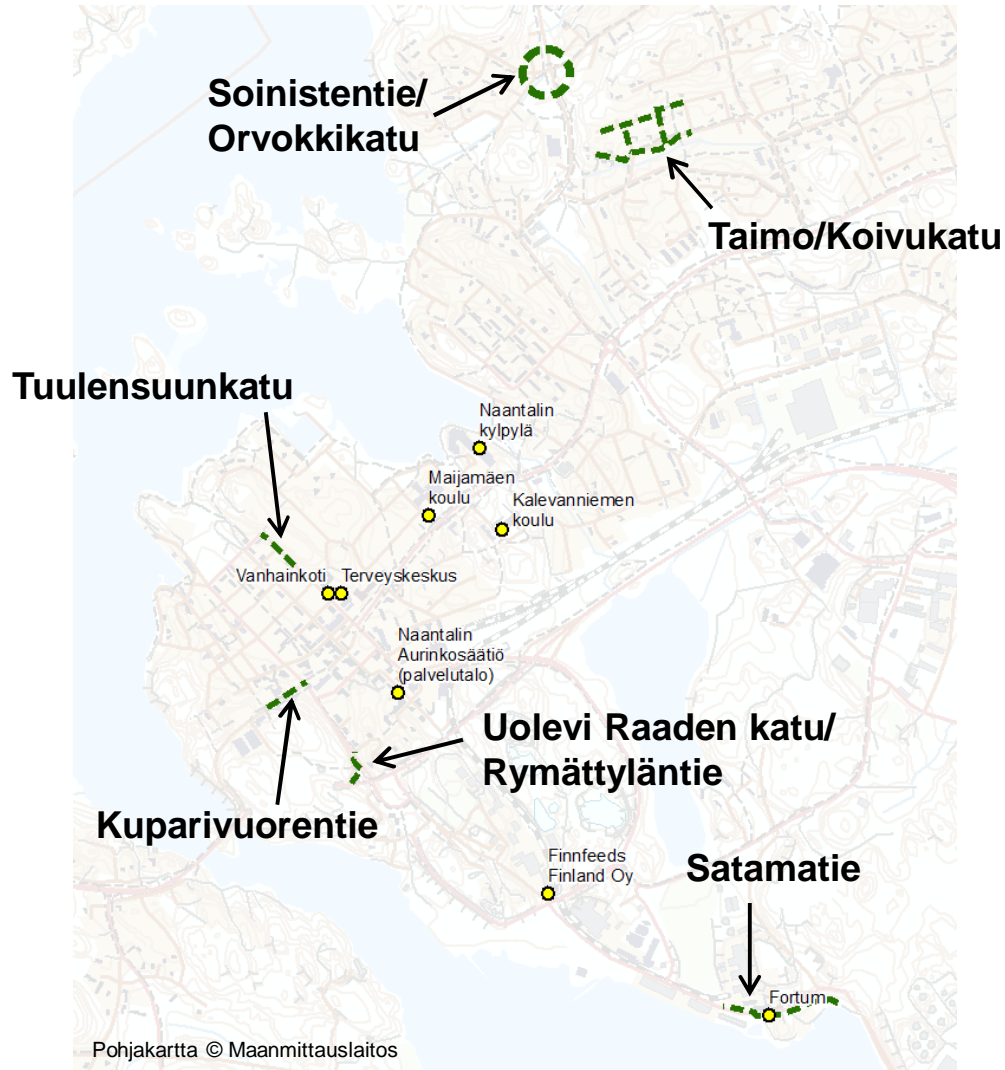 Soinistentie/
Orvokkikatu
Taimo/Koivukatu
Tuulensuunkatu
Naantalin
kylpylä
Maijamäen
koulu
Kalevanniemen
koulu
Vanhainkoti
Terveyskeskus
Naantalin
Aurinkosäätiö
(palvelutalo)
Uolevi Raaden katu/
Rymättyläntie
Kuparivuorentie
Finnfeeds
Finland Oy
Satamatie
Fortum
Pohjakartta © Maanmittauslaitos